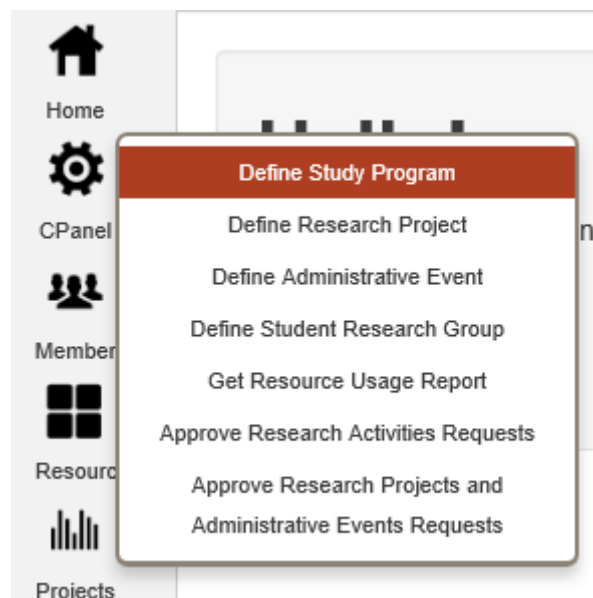 Home
CPanel
Member
Resourc
Projects
Define Study Program
Define Research Project
Define Administrative Event
Define Student Research Group
Get Resource Usage Report
Approve Research Activities Requests
Approve Research Projects and
Administrative Events Requests